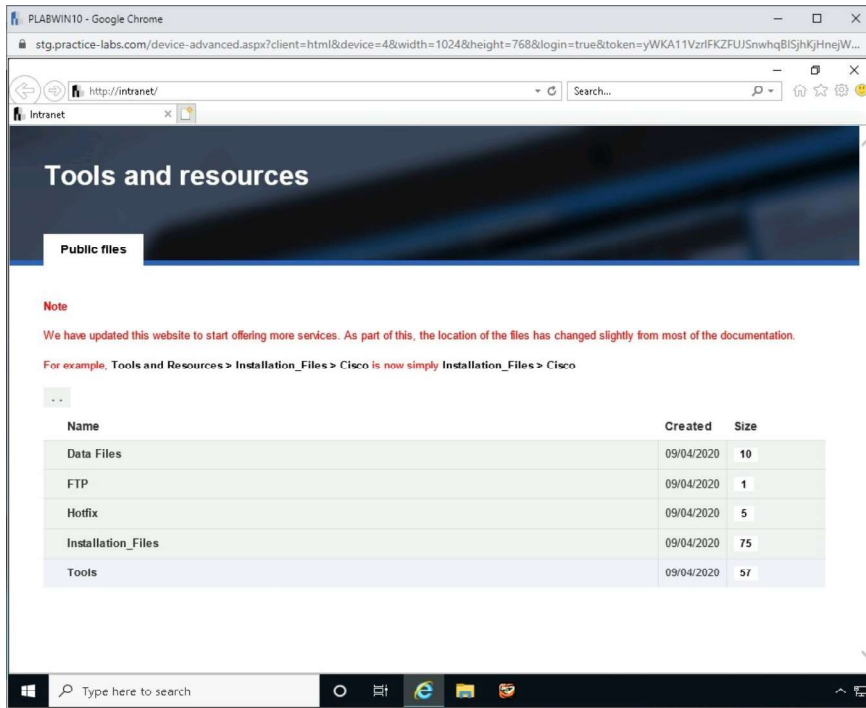 PLABWIN10 - Google Chrome
stg.practice-labs.com/device-advanced.aspx?client=html&device=4&width=1024&height=768&login=true&token=
http://intranet/
Search...
Intranet
Tools and resources
Public files
Note
We have updated this website to start offering more services. As part of this, the location of the files has changed slightly from most of the documentation.
For example, Tools and Resources > Installation_Files > Cisco is now simply Installation_Files > Cisco
. .
Name Created Size
Data Files 09/04/2020 10
FTP 09/04/2020 1
Hotfix 09/04/2020 5
Installation_Files 09/04/2020 75
Tools 09/04/2020 57
Type here to search